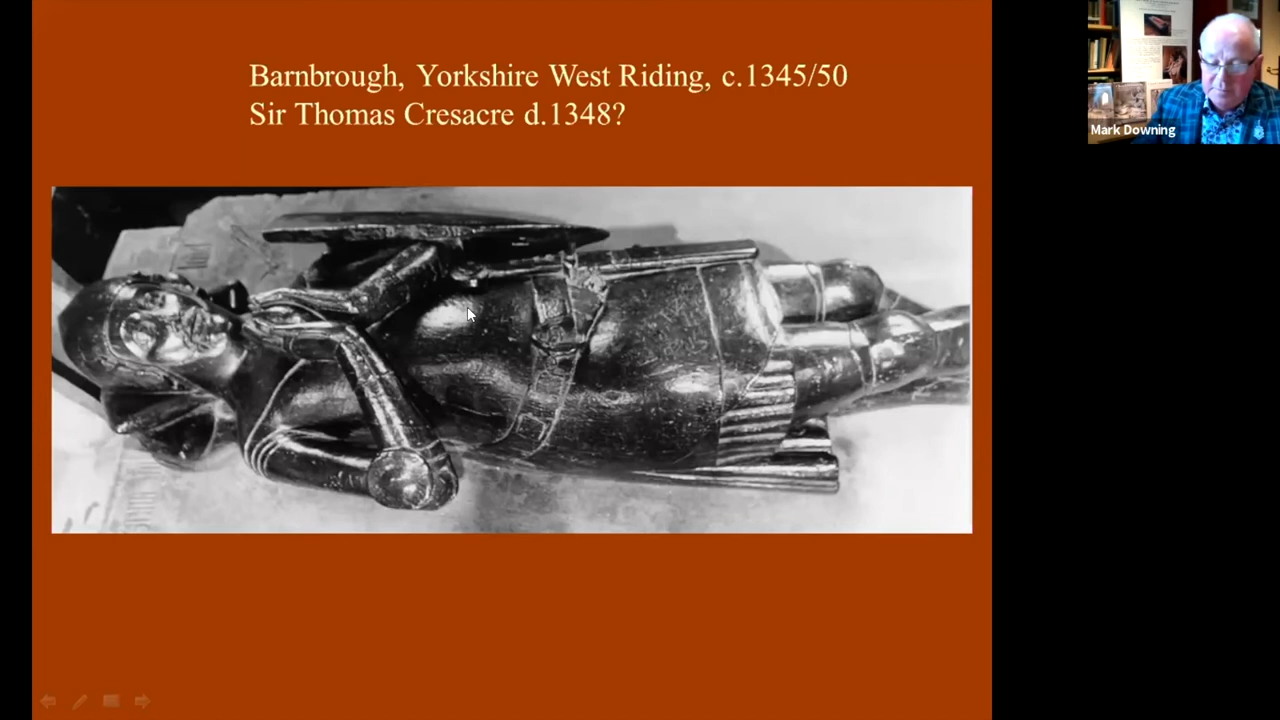 Barnbrough, Yorkshire West Riding, c.1345/50
Sir Thomas Cresacre d.1348?
Mark Downing